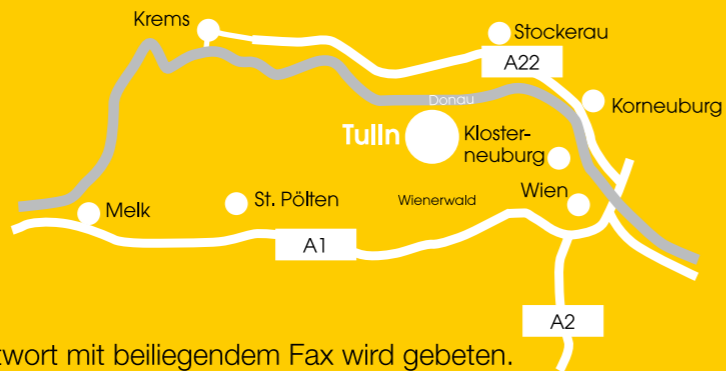 Krems
Stockerau
A22
Donau
Korneuburg
Tulln
Kloster-
neuburg
Melk
St. Pölten
Wienerwald
Wien
A1
A2
mit beiliegendem Fax wird gebeten.